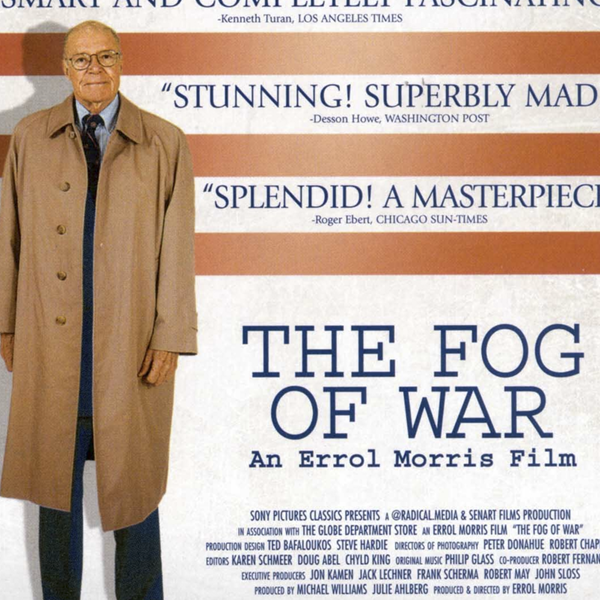 SMART AND COMPLETELY FASCINATING
-Kenneth Turan, LOS ANGELES TIMES
“STUNNING! SUPERBLY MAD
-Desson Howe, WASHINGTON POST
“SPLENDID! A MASTERPIEC
-Roger Ebert, CHICAGO SUN-TIMES
THE FOG
OF WAR
An Errol Morris Film
SONY PICTURES CLASSICS PRESENTS A @RADICAL.MEDIA & SENART FILMS PRODUCTION
IN ASSOCIATION WITH THE GLOBE DEPARTMENT STORE AN ERROL MORRIS FILM "THE FOG OF WAR"
PRODUCTION DESIGN TED BAFALOUKOS STEVE HARDIE DIRECTORS OF PHOTOGRAPHY PETER DONAHUE ROBERT CHAP
EDITORS KAREN SCHMEER DOUG ABEL CHYLD KING ORIGINAL MUSIC PHILIP GLASS CO-PRODUCER ROBERT FERNAN
EXECUTIVE PRODUCERS JON KAMEN JACK LECHNER FRANK SCHERMA ROBERT MAY JOHN SLOSS
PRODUCED BY MICHAEL WILLIAMS JULIE AHLBERG PRODUCED & DIRECTED BY ERROL MORRIS